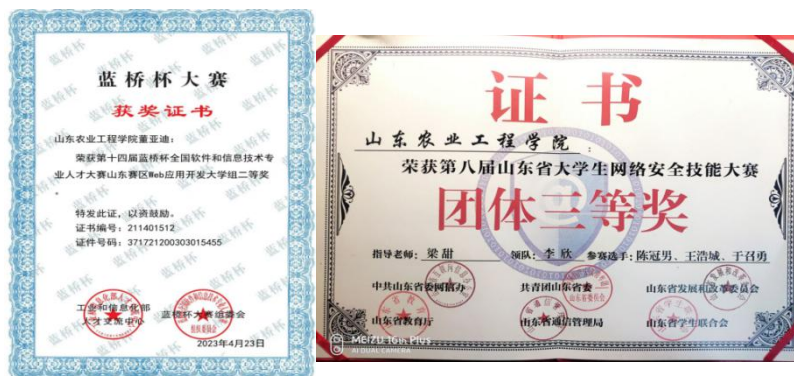 蓝桥杯大赛
获奖证书
山东农业工程学院董亚迪：
荣获第十四届蓝桥杯全国软件和信息技术专
业人才大赛山东赛区Web应用开发大学组二等奖
。
特发此证，以资鼓励。
证书编号：211401512
证件号码：371721200303015455
工业和信息化部
人才交流中心
蓝桥杯大赛组委会
2023年4月23日
证书
山东农业工程学院：
荣获第八届山东省大学生网络安全技能大赛
团体三等奖
指导老师：梁甜 领队：李欣 参赛选手：陈冠男、王浩城、于召勇
中共山东省委网信办 共青团山东省委 山东省发展和改革委员会
山东省教育厅 山东省通信管理局 山东省学生联合会
MEIZU 16th Plus
AI DUAL CAMERA